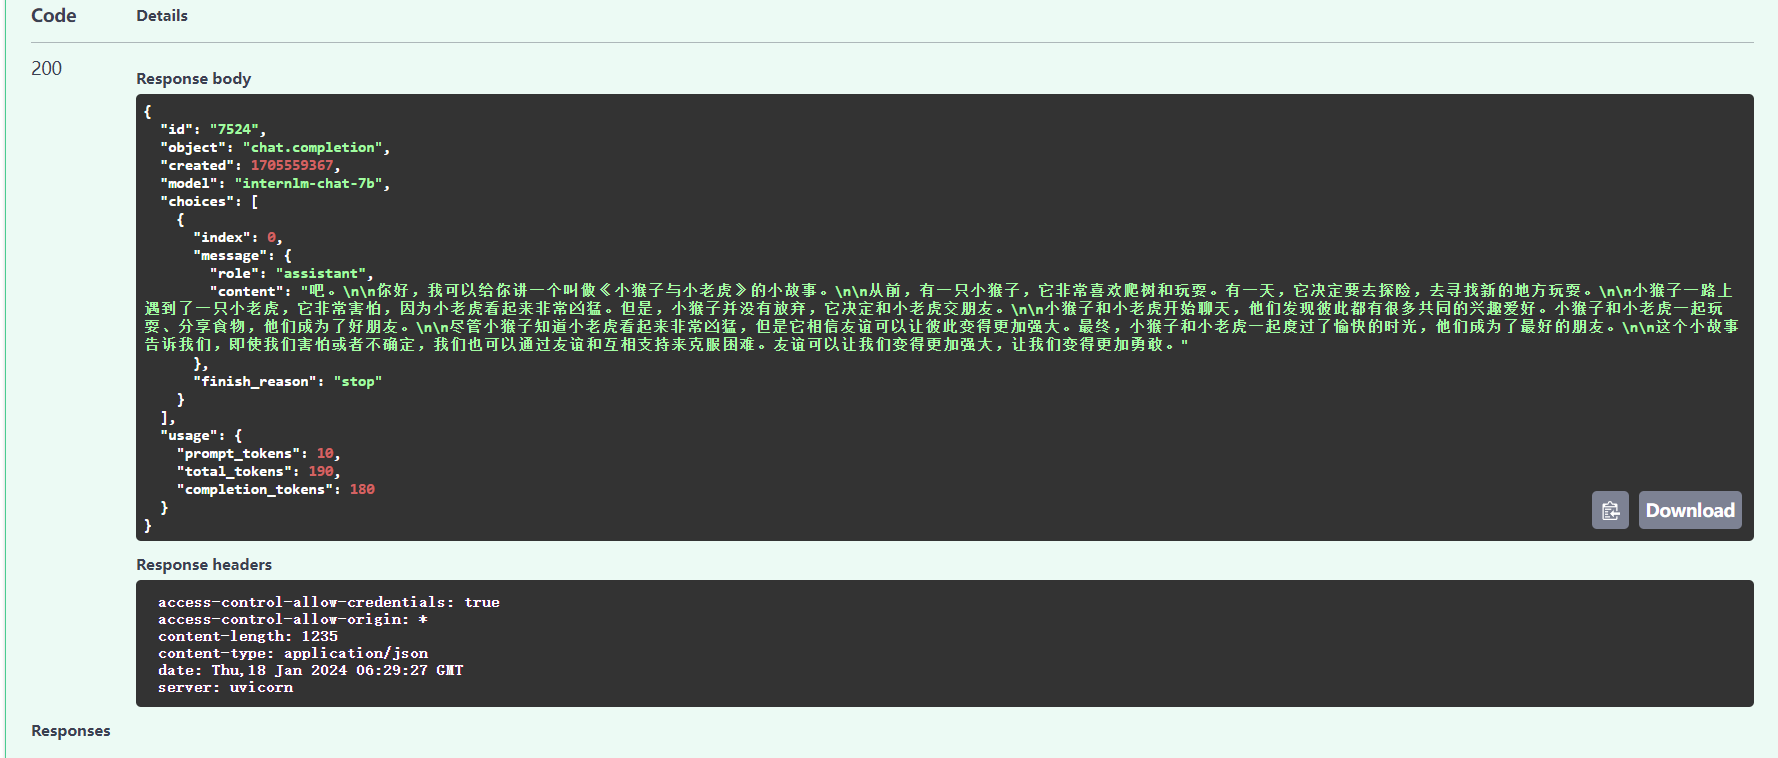 Code Details
200
Response body
{
"id": "7524",
"object": "chat.completion",
"created": 1705559367,
"model": "internlm-chat-7b",
"choices": [
{
"index": 0,
"message": {
"role": "assistant",
"content": "吧。\n\n你好，我可以给你讲一个叫做《小猴子与小老虎》的小故事。\n\n从前，有一只小猴子，它非常喜欢爬树和玩耍。有一天，它决定要去探险，去寻找新的地方玩耍。\n\n小猴子一路上
遇到了一只小老虎，它非常害怕，因为小老虎看起来非常凶猛。但是，小猴子并没有放弃，它决定和小老虎交朋友。\n\n小猴子和小老虎开始聊天，他们发现彼此都有很多共同的兴趣爱好。小猴子和小老虎一起玩
耍、分享食物，他们成为了好朋友。\n\n尽管小猴子知道小老虎看起来非常凶猛，但是它相信友谊可以让彼此变得更加强大。最终，小猴子和小老虎一起度过了愉快的时光，他们成为了最好的朋友。\n\n这个小故事
告诉我们，即使我们害怕或者不确定，我们也可以通过友谊和互相支持来克服困难。友谊可以让我们变得更加强大，让我们变得更加勇敢。"
},
"finish_reason": "stop"
}
],
"usage": {
"prompt_tokens": 10,
"total_tokens": 190,
"completion_tokens": 180
}
}
Download
Response headers
access-control-allow-credentials: true
access-control-allow-origin: *
content-length: 1235
content-type: application/json
date: Thu,18 Jan 2024 06:29:27 GMT
server: uvicorn
Responses